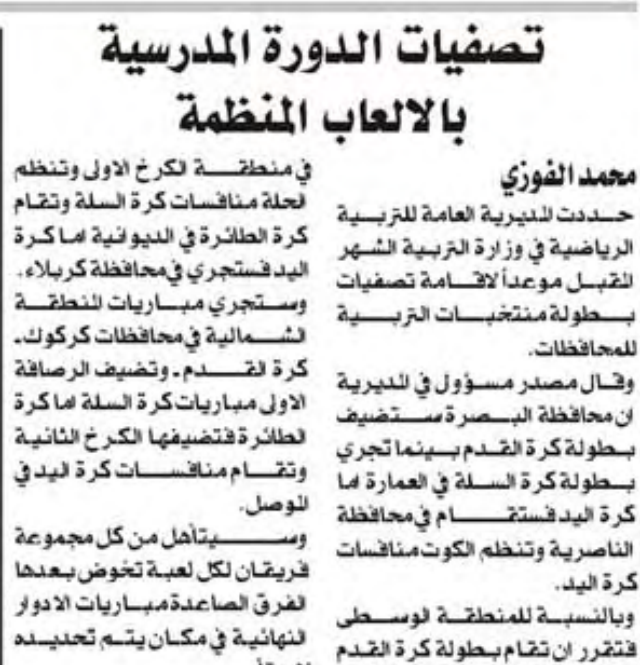 تصفيات الدورة المدرسية
بالالعاب المنظمة
محمد الفوزي
حددت المديرية العامة للتربية
الرياضية في وزارة التربية الشهر
المقبل موعداً لاقامة تصفيات
بطولة منتخبات التربية
للمحافظات.
وقال مصدر مسؤول في المديرية
ان محافظة البصرة ستضيف
بطولة كرة القدم بينما تجري
بطولة كرة السلة في العمارة اما
كرة اليد فستقام في محافظة
الناصرية وتنظم الكوت منافسات
كرة اليد.
وبالنسبة للمنطقة الوسطى
فتقرر ان تقام بطولة كرة القدم
في منطقة الكرخ الاولى وتنظم
الحلة منافسات كرة السلة وتقام
كرة الطائرة في الديوانية اما كرة
اليد فستجري في محافظة كربلاء.
وستجري مباريات المنطقة
الشمالية في محافظات كركوك.
كرة القدم. وتضيف الرصافة
الاولى مباريات كرة السلة اما كرة
الطائرة فتضيفها الكرخ الثانية
وتقام منافسات كرة اليد في
الموصل.
وسيتأهل من كل مجموعة
فريقان لكل لعبة تخوض بعدها
الفرق الصاعدة مباريات الادوار
النهائية في مكان يتم تحديده